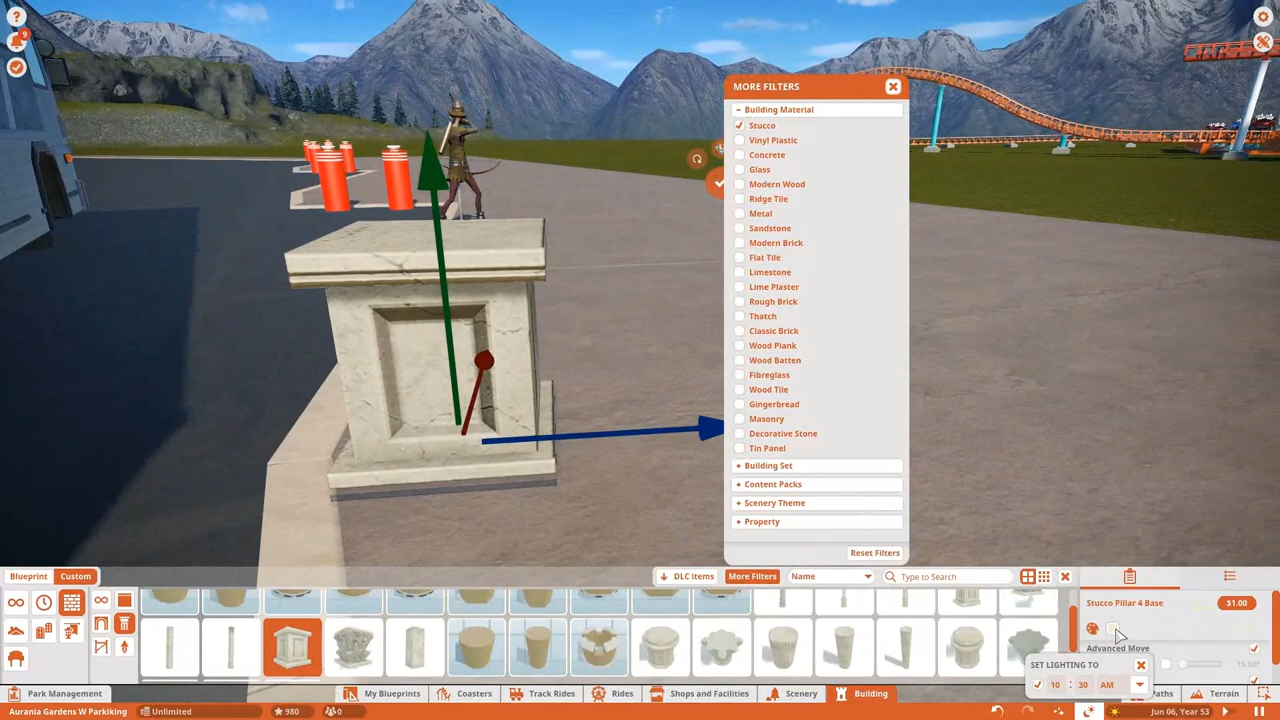 9
MORE FILTERS
- Building Material
Stucco
Vinyl Plastic
Concrete
Glass
Modern Wood
Ridge Tile
Metal
Sandstone
Modern Brick
Flat Tile
Limestone
Lime Plaster
Rough Brick
Thatch
Classic Brick
Wood Plank
Wood Batten
Fibreglass
Wood Tile
Gingerbread
Masonry
Decorative Stone
Tin Panel
+ Building Set
+ Content Packs
+ Scenery Theme
+ Property
Reset Filters
Blueprint Custom DLC items More Filters Name Type to Search
Stucco Pillar 4 Base $1.00
Advanced Move
15.00°
SET LIGHTING TO
10 : 30 AM
Park Management My Blueprints Coasters Track Rides Rides Shops and Facilities Scenery Building Paths Terrain
Aurania Gardens W Parkiing Unlimited 980 0 Jun 06, Year 53